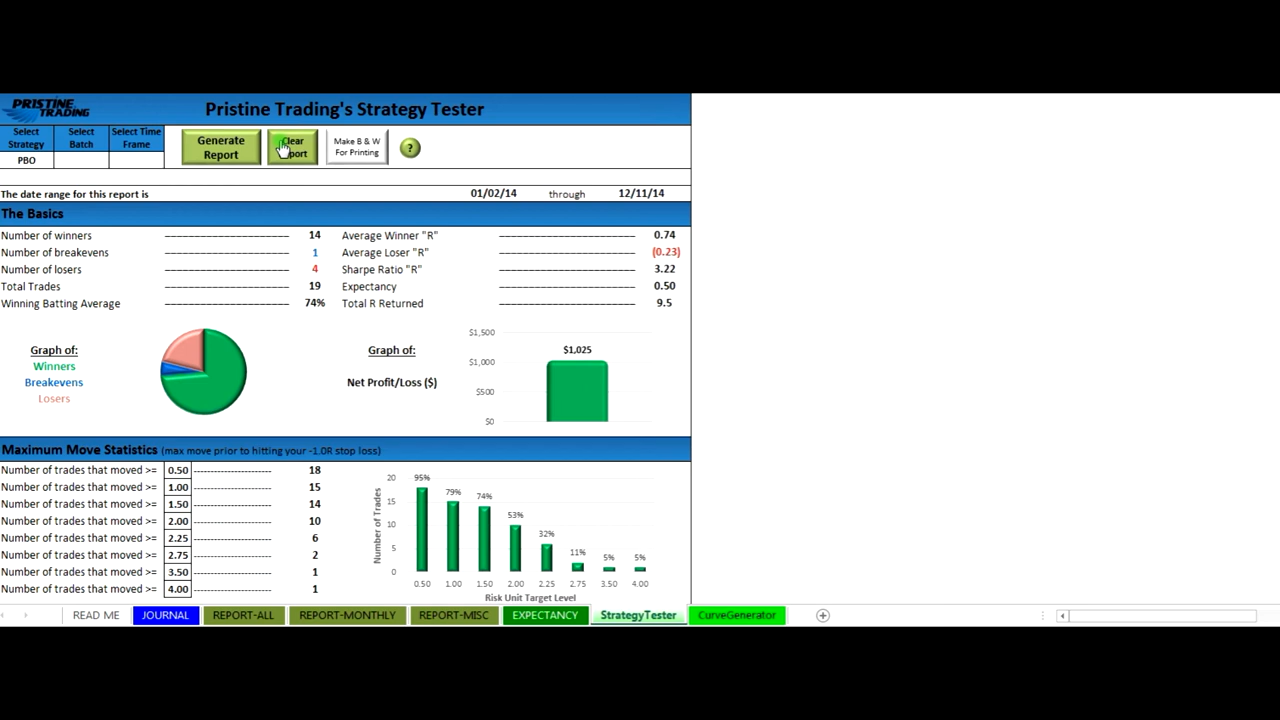 PRISTINE TRADING
Pristine Trading's Strategy Tester
Select Strategy
Select Batch
Select Time Frame
PBO
Generate Report
Clear
Make B & W For Printing
?
The date range for this report is 01/02/14 through 12/11/14
The Basics
Number of winners 14 Average Winner "R" 0.74
Number of breakevens 1 Average Loser "R" (0.23)
Number of losers 4 Sharpe Ratio "R" 3.22
Total Trades 19 Expectancy 0.50
Winning Batting Average 74% Total R Returned 9.5
Graph of:
Winners
Breakevens
Losers
Graph of:
Net Profit/Loss ($)
$1,500
$1,000
$500
$0
$1,025
Maximum Move Statistics (max move prior to hitting your -1.0R stop loss)
Number of trades that moved >= 0.50 18
Number of trades that moved >= 1.00 15
Number of trades that moved >= 1.50 14
Number of trades that moved >= 2.00 10
Number of trades that moved >= 2.25 6
Number of trades that moved >= 2.75 2
Number of trades that moved >= 3.50 1
Number of trades that moved >= 4.00 1
Number of Trades
20
15
10
5
0
95% 79% 74% 53% 32% 11% 5% 5%
0.50 1.00 1.50 2.00 2.25 2.75 3.50 4.00
Risk Unit Target Level
READ ME JOURNAL REPORT-ALL REPORT-MONTHLY REPORT-MISC EXPECTANCY StrategyTester CurveGenerator